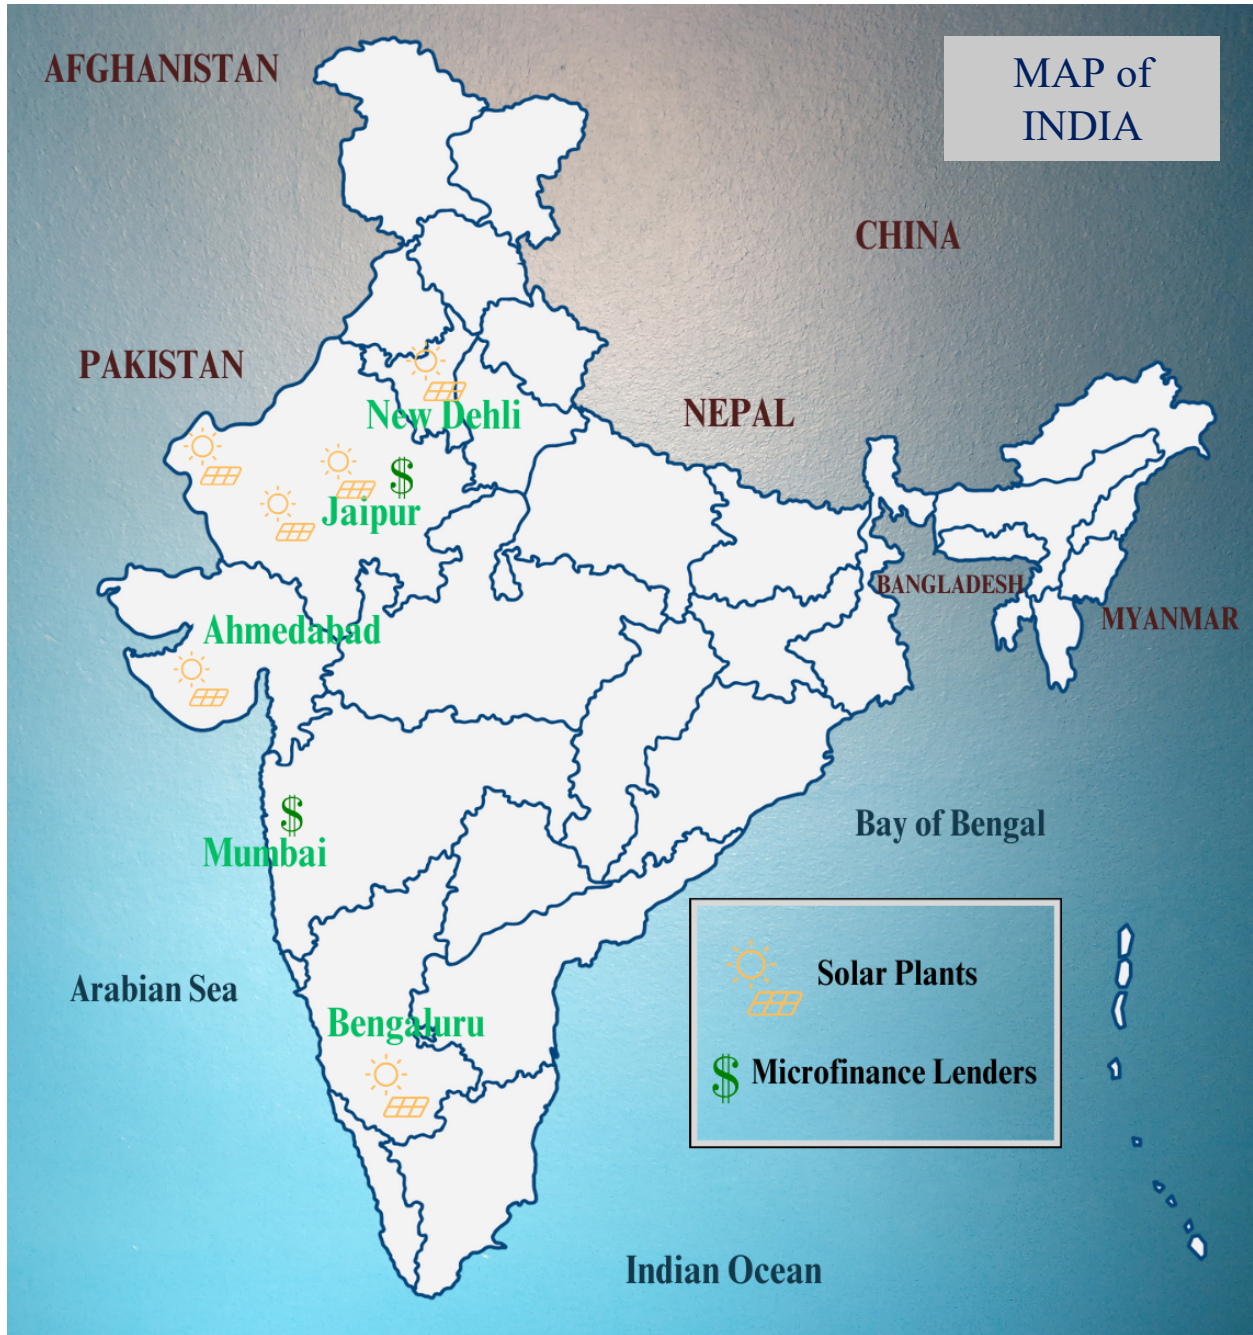 AFGHANISTAN
MAP of
INDIA
CHINA
PAKISTAN
NEPAL
New Dehli
$
Jaipur
BANGLADESH
MYANMAR
Ahmedabad
$
Mumbai
Bay of Bengal
Arabian Sea
Solar Plants
Bengaluru
$ Microfinance Lenders
Indian Ocean